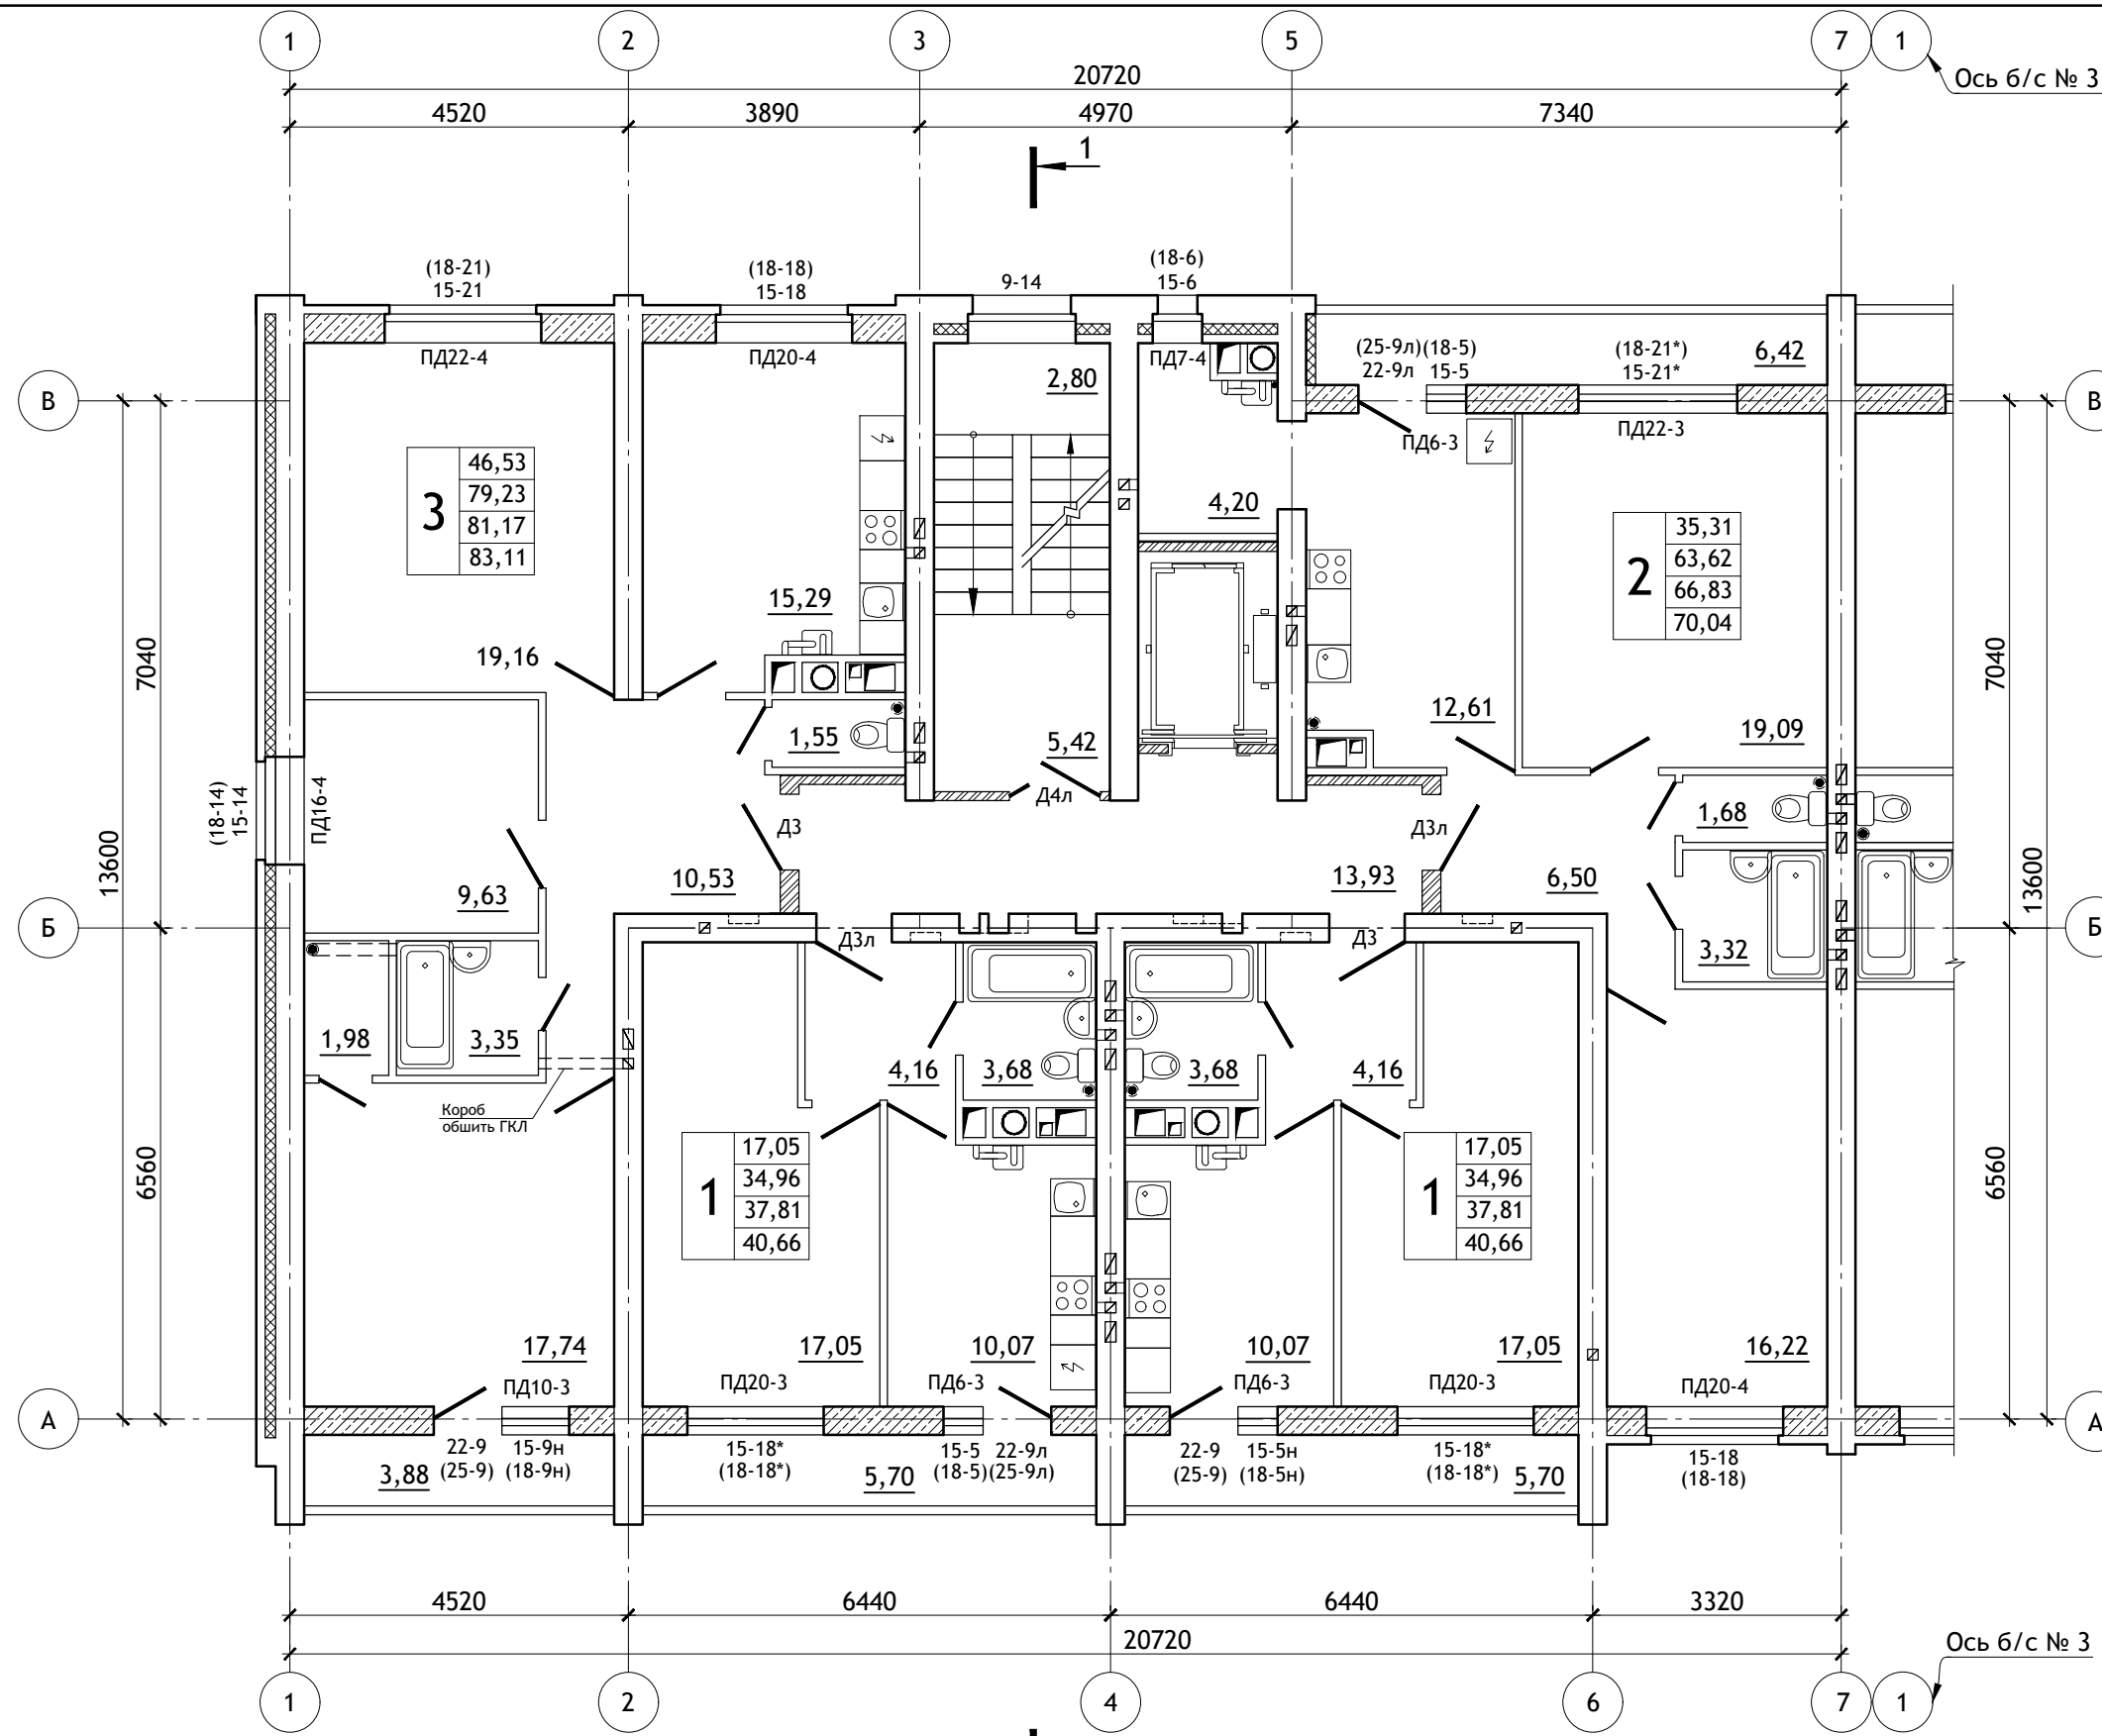 1
2
3
5
7
1
Ось б/с № 3
20720
4520
3890
4970
7340
1
(18-21)
15-21
(18-18)
15-18
9-14
(18-6)
15-6
ПД22-4
ПД20-4
2,80
ПД7-4
(25-9л)(18-5)
22-9л 15-5
(18-21*)
15-21*
6,42
В
В
ПД6-3
ПД22-3
3
46,53
79,23
81,17
83,11
4,20
2
35,31
63,62
66,83
70,04
15,29
19,16
7040
7040
12,61
19,09
1,55
5,42
Д4л
(18-14)
15-14
ПД16-4
Д3
Д3л
1,68
13600
13600
10,53
13,93
6,50
9,63
Б
Б
Д3л
Д3
3,32
1,98
3,35
4,16
3,68
3,68
4,16
Короб
обшить ГКЛ
1
17,05
34,96
37,81
40,66
1
17,05
34,96
37,81
40,66
6560
6560
17,74
17,05
10,07
10,07
17,05
16,22
ПД10-3
ПД20-3
ПД6-3
ПД6-3
ПД20-3
ПД20-4
А
А
3,88
22-9
(25-9)
15-9н
(18-9н)
15-18*
(18-18*)
5,70
15-5 22-9л
(18-5)(25-9л)
22-9
(25-9)
15-5н
(18-5н)
15-18*
(18-18*)
5,70
15-18
(18-18)
4520
6440
6440
3320
20720
Ось б/с № 3
1
2
4
6
7
1